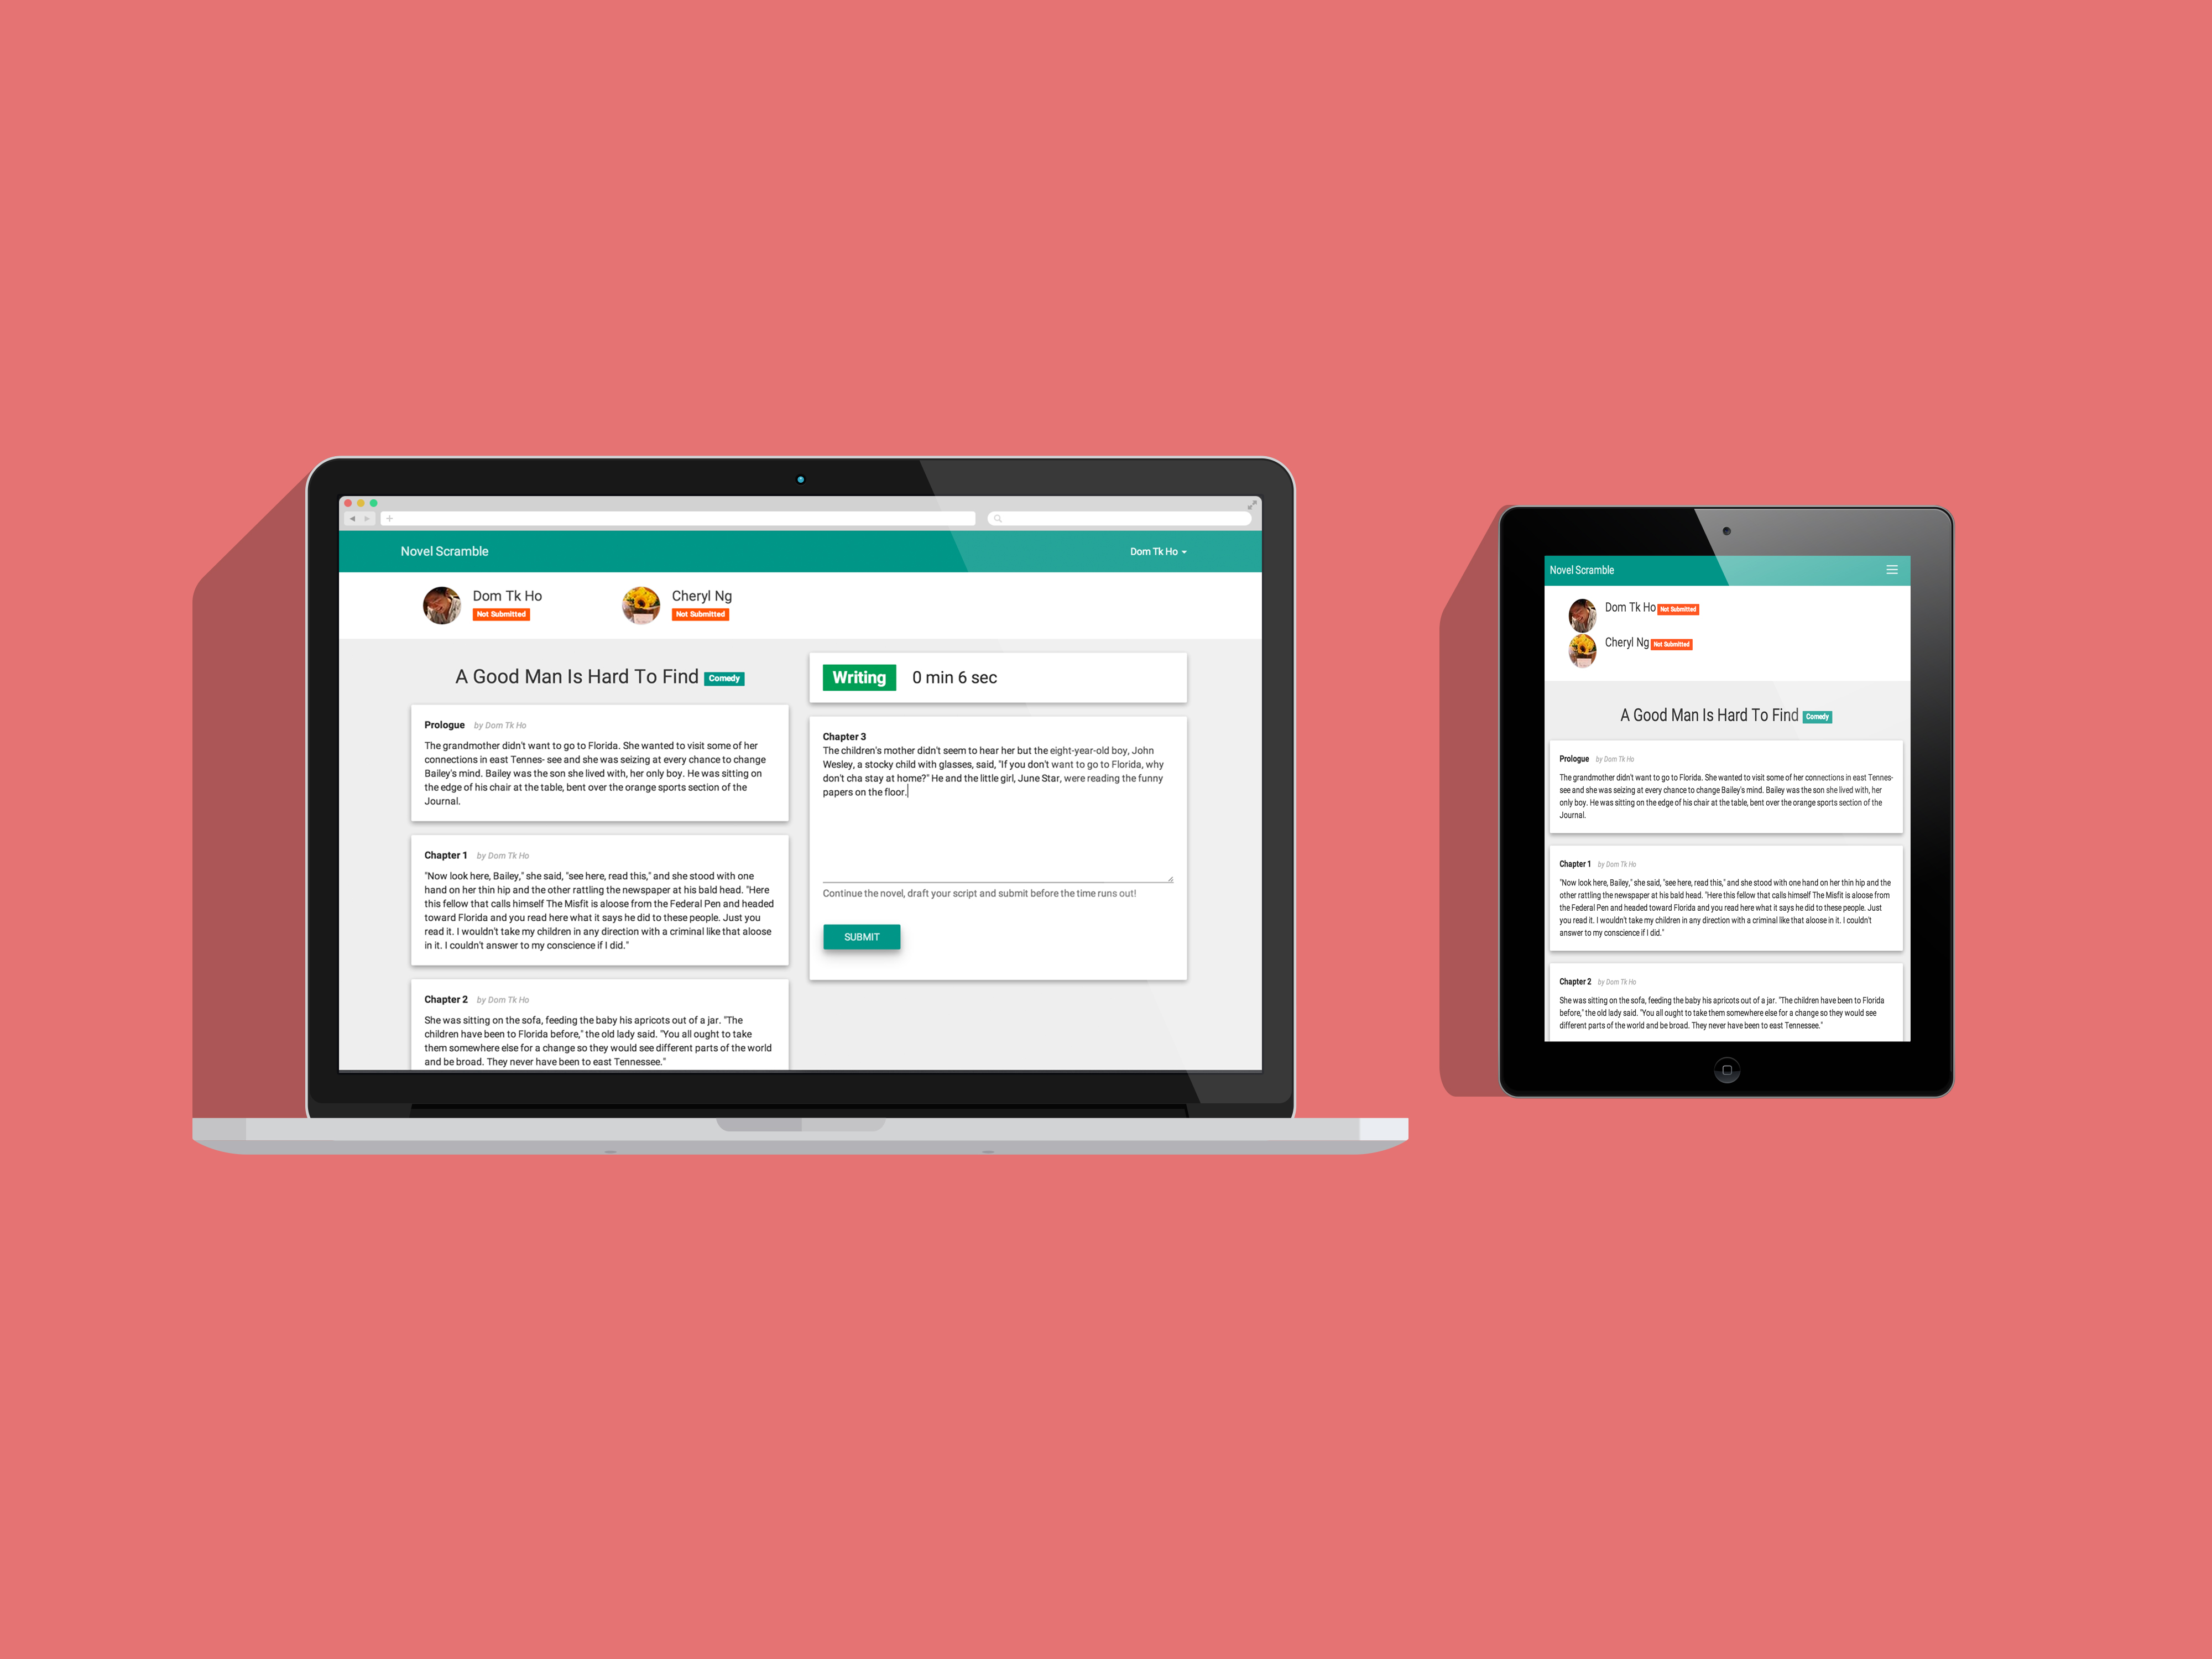 Novel Scramble
Dom Tk Ho
Dom Tk Ho
Not Submitted
Cheryl Ng
Not Submitted
A Good Man Is Hard To Find Comedy
Prologue by Dom Tk Ho
The grandmother didn't want to go to Florida. She wanted to visit some of her
connections in east Tennes- see and she was seizing at every chance to change
Bailey's mind. Bailey was the son she lived with, her only boy. He was sitting on
the edge of his chair at the table, bent over the orange sports section of the
Journal.
Chapter 1 by Dom Tk Ho
"Now look here, Bailey," she said, "see here, read this," and she stood with one
hand on her thin hip and the other rattling the newspaper at his bald head. "Here
this fellow that calls himself The Misfit is aloose from the Federal Pen and headed
toward Florida and you read here what it says he did to these people. Just you
read it. I wouldn't take my children in any direction with a criminal like that aloose
in it. I couldn't answer to my conscience if I did."
Chapter 2 by Dom Tk Ho
She was sitting on the sofa, feeding the baby his apricots out of a jar. "The
children have been to Florida before," the old lady said. "You all ought to take
them somewhere else for a change so they would see different parts of the world
and be broad. They never have been to east Tennessee."
Writing 0 min 6 sec
Chapter 3
The children's mother didn't seem to hear her but the eight-year-old boy, John
Wesley, a stocky child with glasses, said, "If you don't want to go to Florida, why
don't cha stay at home?" He and the little girl, June Star, were reading the funny
papers on the floor.
Continue the novel, draft your script and submit before the time runs out!
SUBMIT
Novel Scramble
Dom Tk Ho Not Submitted
Cheryl Ng Not Submitted
A Good Man Is Hard To Find Comedy
Prologue by Dom Tk Ho
The grandmother didn't want to go to Florida. She wanted to visit some of her connections in east Tennes-
see and she was seizing at every chance to change Bailey's mind. Bailey was the son she lived with, her
only boy. He was sitting on the edge of his chair at the table, bent over the orange sports section of the
Journal.
Chapter 1 by Dom Tk Ho
"Now look here, Bailey," she said, "see here, read this," and she stood with one hand on her thin hip and the
other rattling the newspaper at his bald head. "Here this fellow that calls himself The Misfit is aloose from
the Federal Pen and headed toward Florida and you read here what it says he did to these people. Just
you read it. I wouldn't take my children in any direction with a criminal like that aloose in it. I couldn't
answer to my conscience if I did."
Chapter 2 by Dom Tk Ho
She was sitting on the sofa, feeding the baby his apricots out of a jar. "The children have been to Florida
before," the old lady said. "You all ought to take them somewhere else for a change so they would see
different parts of the world and be broad. They never have been to east Tennessee."